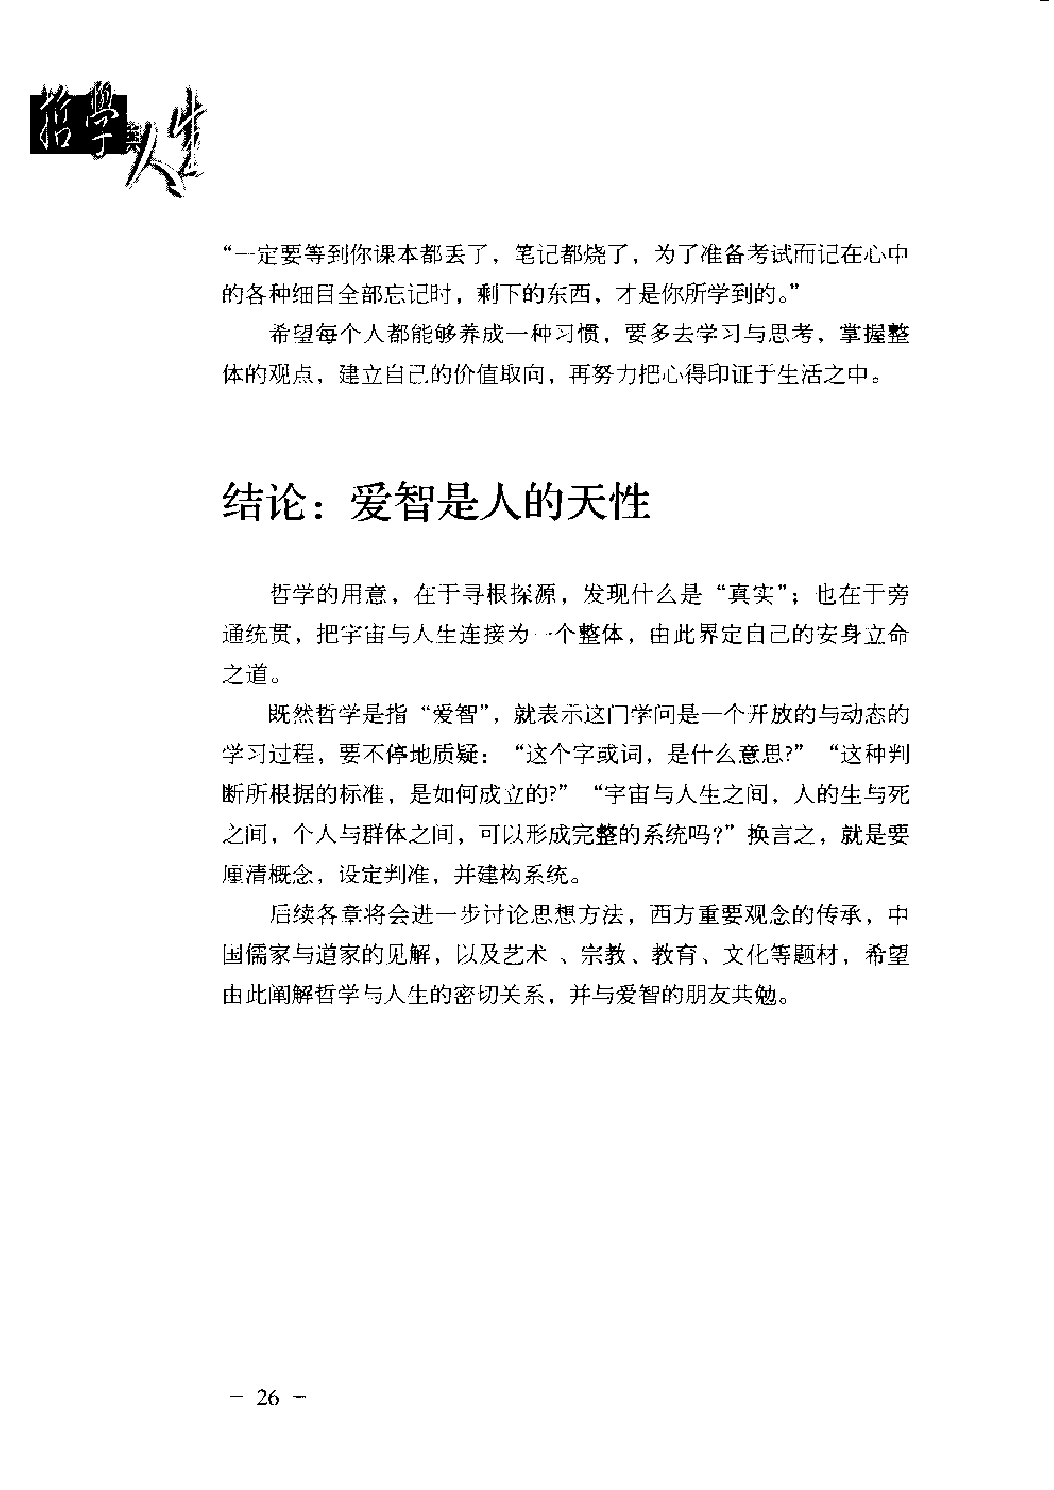 哲學與人生
“一定要等到你课本都丢了，笔记都烧了，为了准备考试而记在心中
的各种细目全部忘记时，剩下的东西，才是你所学到的。”
希望每个人都能够养成一种习惯，要多去学习与思考，掌握整
体的观点，建立自己的价值取向，再努力把心得印证于生活之中。
结论：爱智是人的天性
哲学的用意，在于寻根探源，发现什么是“真实”；也在于旁
通统贯，把宇宙与人生连接为一个整体，由此界定自己的安身立命
之道。
既然哲学是指“爱智”，就表示这门学问是一个开放的与动态的
学习过程，要不停地质疑：“这个字或词，是什么意思?”“这种判
断所根据的标准，是如何成立的?”“宇宙与人生之间，人的生与死
之间，个人与群体之间，可以形成完整的系统吗?”换言之，就是要
厘清概念，设定判准，并建构系统。
后续各章将会进一步讨论思想方法，西方重要观念的传承，中
国儒家与道家的见解，以及艺术、宗教、教育、文化等题材，希望
由此阐解哲学与人生的密切关系，并与爱智的朋友共勉。
－ 26 －